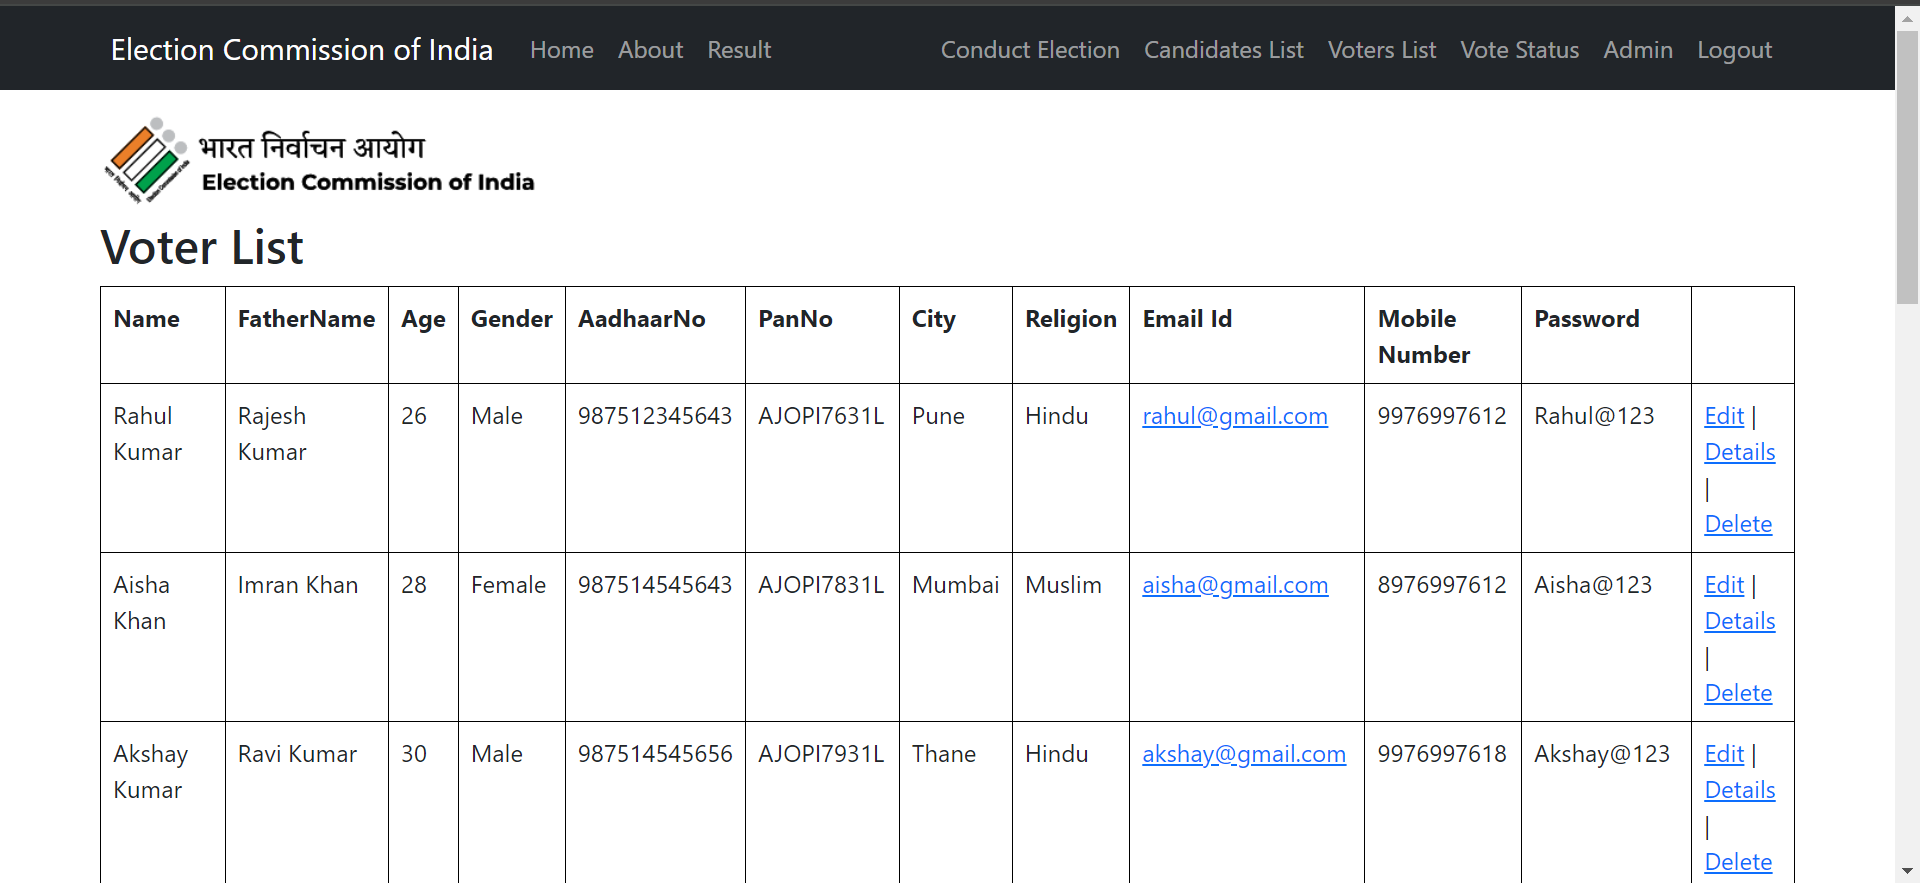 Election Commission of India Home About Result Conduct Election Candidates List Voters List Vote Status Admin Logout
भारत निर्वाचन आयोग
Election Commission of India
Voter List
Name FatherName Age Gender AadhaarNo PanNo City Religion Email Id Mobile Number Password
Rahul Kumar Rajesh Kumar 26 Male 987512345643 AJOPI7631L Pune Hindu rahul@gmail.com 9976997612 Rahul@123 Edit | Details | Delete
Aisha Khan Imran Khan 28 Female 987514545643 AJOPI7831L Mumbai Muslim aisha@gmail.com 8976997612 Aisha@123 Edit | Details | Delete
Akshay Kumar Ravi Kumar 30 Male 987514545656 AJOPI7931L Thane Hindu akshay@gmail.com 9976997618 Akshay@123 Edit | Details | Delete